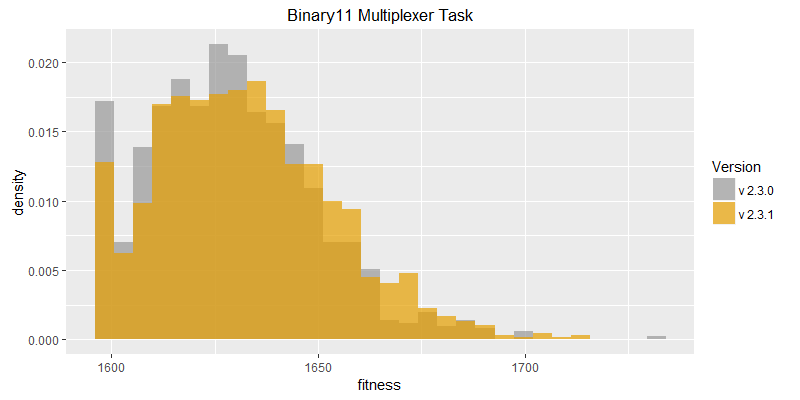 Binary11 Multiplexer Task
density
0.020
0.015
0.010
0.005
0.000
1600
1650
1700
fitness
Version
v 2.3.0
v 2.3.1